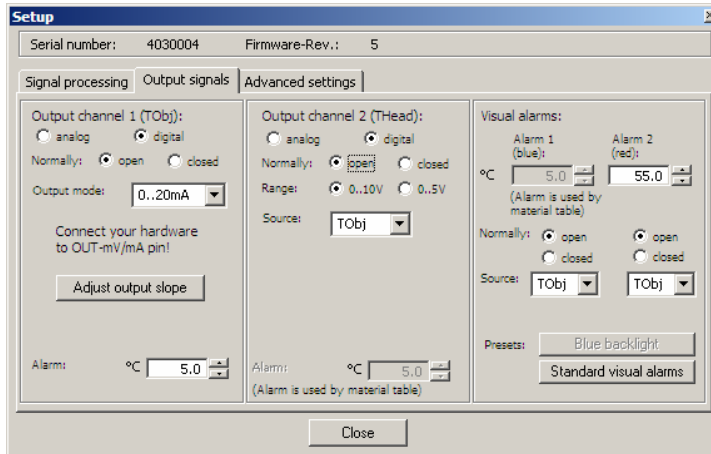 Setup
Serial number: 4030004 Firmware-Rev.: 5
Signal processing Output signals Advanced settings
Output channel 1 (TObj):
analog digital
Normally: open closed
Output mode: 0..20mA
Connect your hardware
to OUT-mV/mA pin!
Adjust output slope
Alarm: °C 5.0
Output channel 2 (THead):
analog digital
Normally: open closed
Range: 0..10V 0..5V
Source: TObj
Alarm: °C 5.0
(Alarm is used by material table)
Visual alarms:
Alarm 1 Alarm 2
(blue): (red):
°C 5.0 55.0
(Alarm is used by
material table)
Normally: open open
closed closed
Source: TObj TObj
Presets: Blue backlight
Standard visual alarms
Close